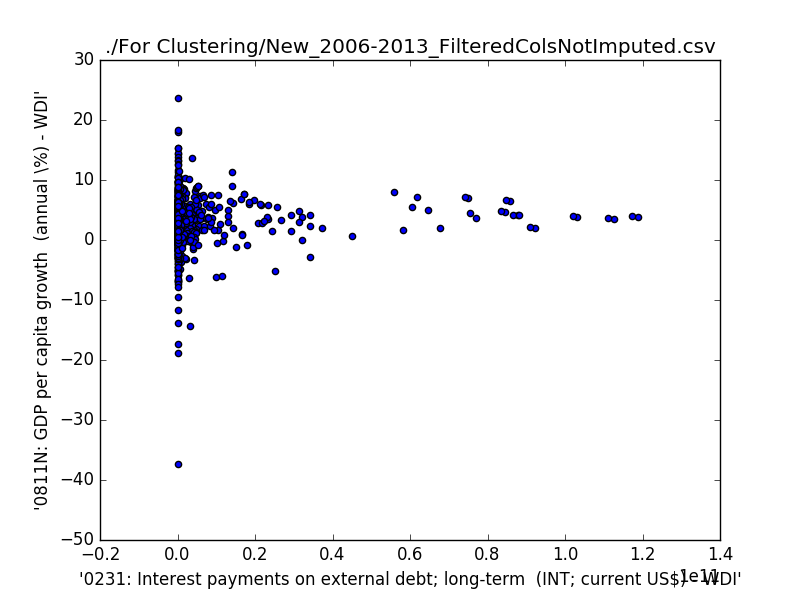 ./For Clustering/New_2006-2013_FilteredColsNotImputed.csv
30
20
10
0
−10
−20
−30
−40
−50
'0811N: GDP per capita growth (annual \%) - WDI'
−0.2 0.0 0.2 0.4 0.6 0.8 1.0 1.2 1.4
1e11
'0231: Interest payments on external debt; long-term (INT; current US$) - WDI'